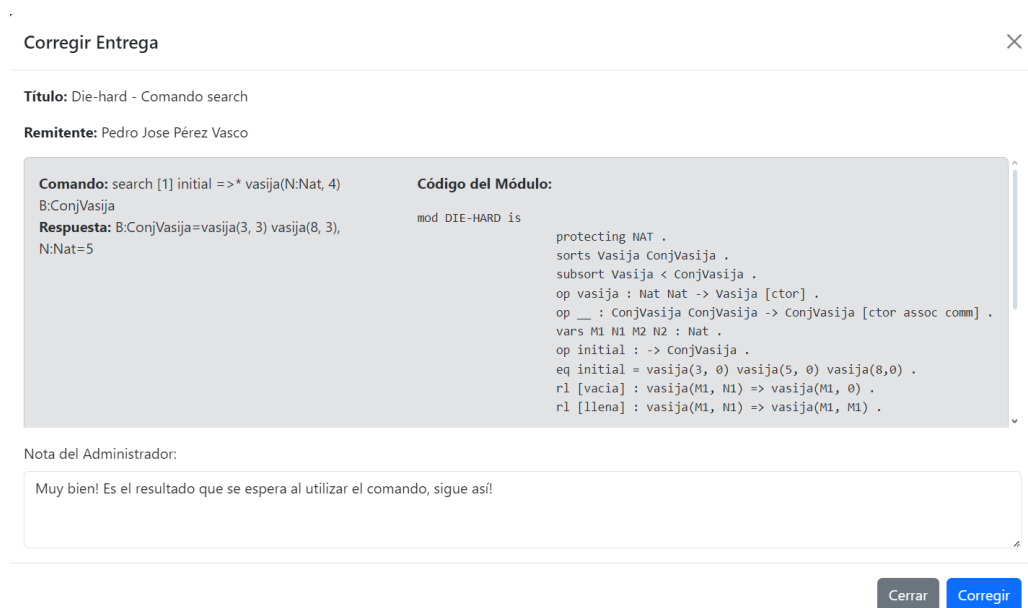 Corregir Entrega
Título: Die-hard - Comando search
Remitente: Pedro Jose Pérez Vasco
Comando: search [1] initial =>* vasija(N:Nat, 4)
B:ConjVasija
Respuesta: B:ConjVasija=vasija(3, 3) vasija(8, 3),
N:Nat=5
Código del Módulo:
mod DIE-HARD is
protecting NAT .
sorts Vasija ConjVasija .
subsort Vasija < ConjVasija .
op vasija : Nat Nat -> Vasija [ctor] .
op __ : ConjVasija ConjVasija -> ConjVasija [ctor assoc comm] .
vars M1 N1 M2 N2 : Nat .
op initial : -> ConjVasija .
eq initial = vasija(3, 0) vasija(5, 0) vasija(8,0) .
rl [vacia] : vasija(M1, N1) => vasija(M1, 0) .
rl [llena] : vasija(M1, N1) => vasija(M1, M1) .
Nota del Administrador:
Muy bien! Es el resultado que se espera al utilizar el comando, sigue así!
Cerrar Corregir